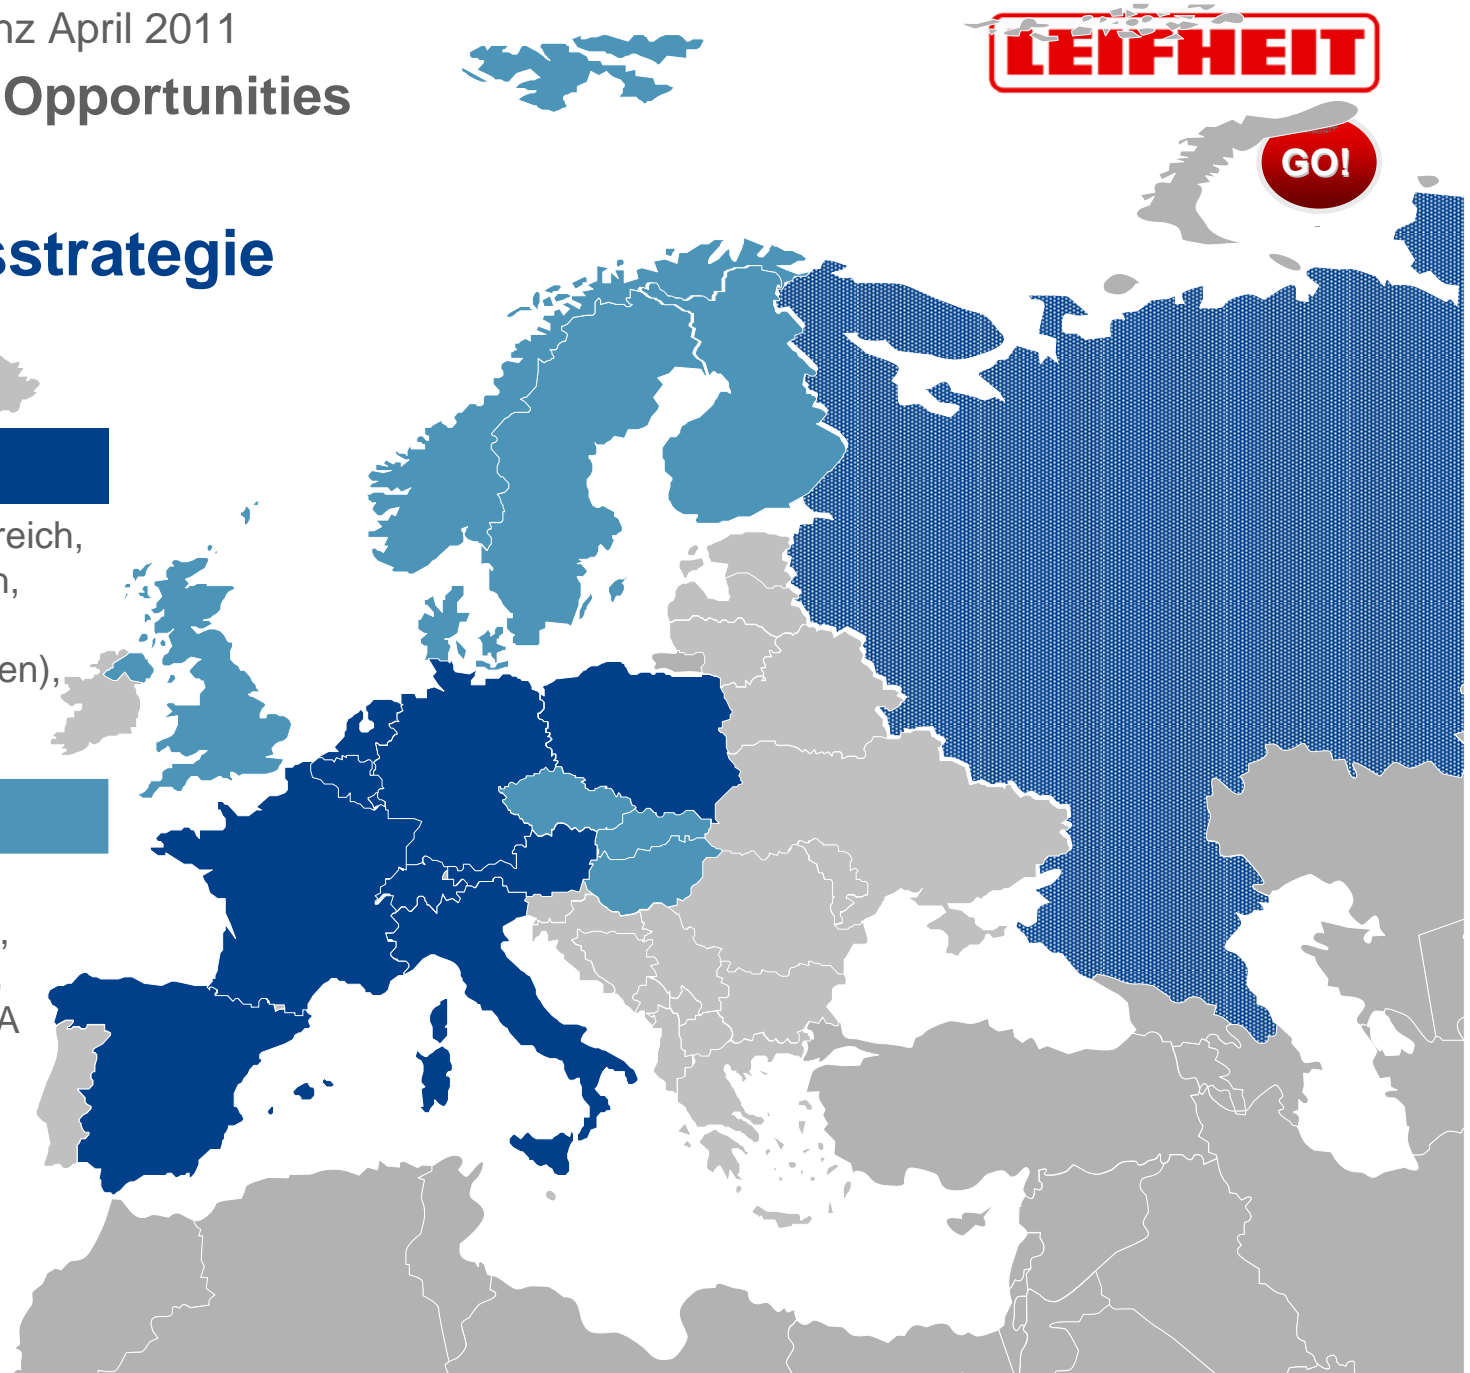 nz April 2011
Opportunities
LEIFHEIT
GO!
sstrategie
reich,
n,
en),
,
A